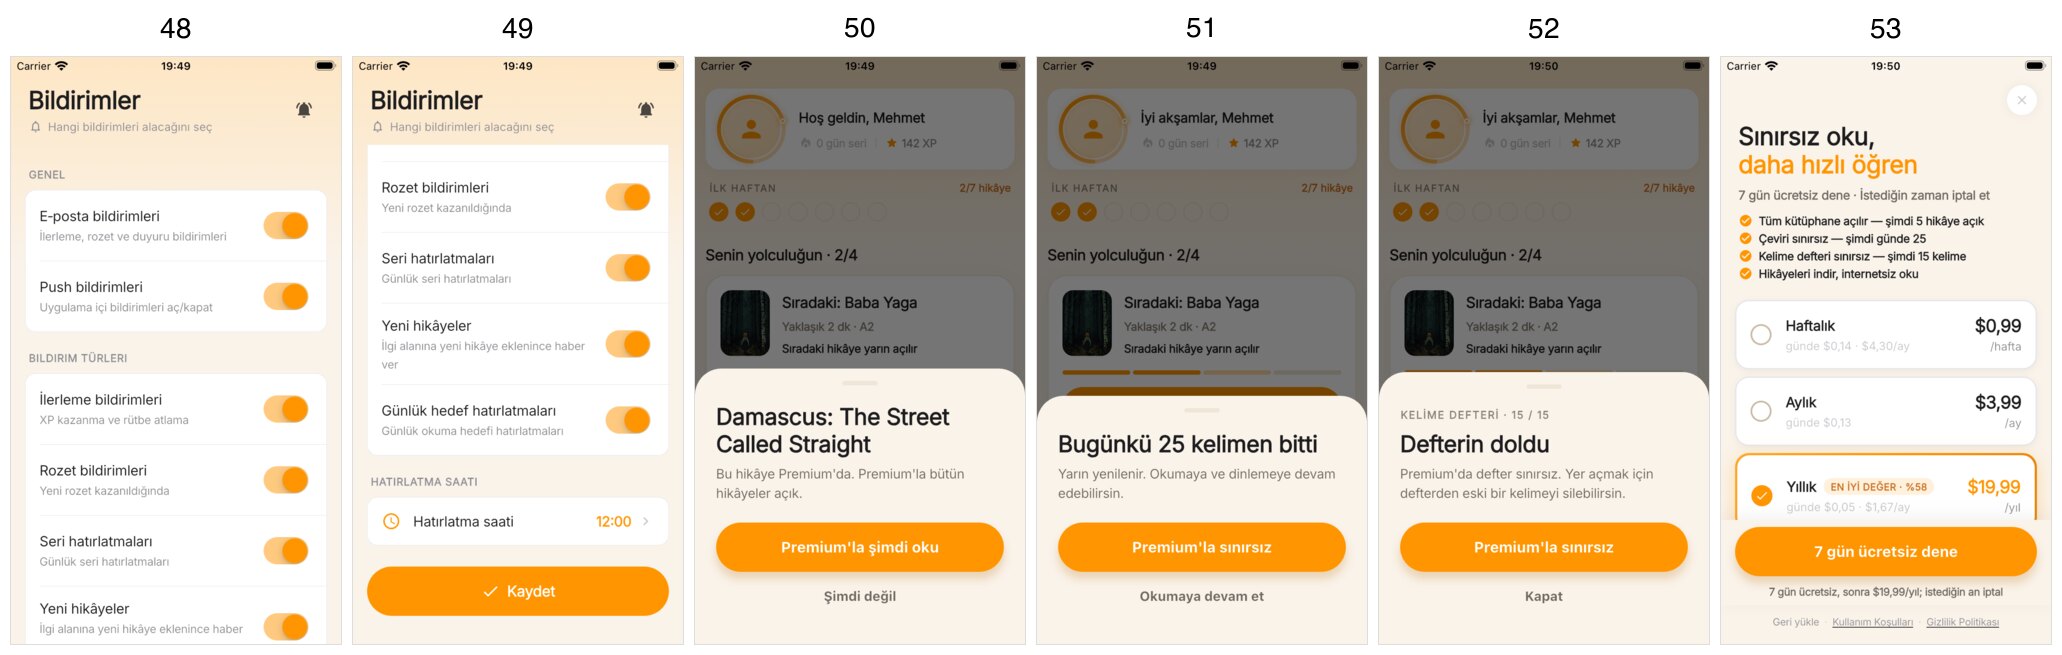 48
Carrier 19:49
Bildirimler
Hangi bildirimleri alacağını seç
GENEL
E-posta bildirimleri
İlerleme, rozet ve duyuru bildirimleri
Push bildirimleri
Uygulama içi bildirimleri aç/kapat
BILDIRIM TÜRLERI
İlerleme bildirimleri
XP kazanma ve rütbe atlama
Rozet bildirimleri
Yeni rozet kazanıldığında
Seri hatırlatmaları
Günlük seri hatırlatmaları
Yeni hikâyeler
İlgi alanına yeni hikâye eklenince haber
49
Carrier 19:49
Bildirimler
Hangi bildirimleri alacağını seç
Rozet bildirimleri
Yeni rozet kazanıldığında
Seri hatırlatmaları
Günlük seri hatırlatmaları
Yeni hikâyeler
İlgi alanına yeni hikâye eklenince haber
ver
Günlük hedef hatırlatmaları
Günlük okuma hedefi hatırlatmaları
HATIRLATMA SAATI
Hatırlatma saati 12:00
Kaydet
50
Carrier 19:49
Hoş geldin, Mehmet
0 gün seri 142 XP
İLK HAFTAN 2/7 hikâye
Senin yolculuğun · 2/4
Sıradaki: Baba Yaga
Yaklaşık 2 dk · A2
Sıradaki hikâye yarın açılır
Damascus: The Street
Called Straight
Bu hikâye Premium'da. Premium'la bütün
hikâyeler açık.
Premium'la şimdi oku
Şimdi değil
51
Carrier 19:49
İyi akşamlar, Mehmet
0 gün seri 142 XP
İLK HAFTAN 2/7 hikâye
Senin yolculuğun · 2/4
Sıradaki: Baba Yaga
Yaklaşık 2 dk · A2
Sıradaki hikâye yarın açılır
Bugünkü 25 kelimen bitti
Yarın yenilenir. Okumaya ve dinlemeye devam
edebilirsin.
Premium'la sınırsız
Okumaya devam et
52
Carrier 19:50
İyi akşamlar, Mehmet
0 gün seri 142 XP
İLK HAFTAN 2/7 hikâye
Senin yolculuğun · 2/4
Sıradaki: Baba Yaga
Yaklaşık 2 dk · A2
Sıradaki hikâye yarın açılır
KELİME DEFTERİ · 15 / 15
Defterin doldu
Premium'da defter sınırsız. Yer açmak için
defterden eski bir kelimeyi silebilirsin.
Premium'la sınırsız
Kapat
53
Carrier 19:50
Sınırsız oku,
daha hızlı öğren
7 gün ücretsiz dene · İstediğin zaman iptal et
Tüm kütüphane açılır — şimdi 5 hikâye açık
Çeviri sınırsız — şimdi günde 25
Kelime defteri sınırsız — şimdi 15 kelime
Hikâyeleri indir, internetsiz oku
Haftalık $0,99
günde $0,14 · $4,30/ay /hafta
Aylık $3,99
günde $0,13 /ay
Yıllık EN İYİ DEĞER · %58 $19,99
günde $0,05 · $1,67/ay /yıl
7 gün ücretsiz dene
7 gün ücretsiz, sonra $19,99/yıl; istediğin an iptal
Geri yükle · Kullanım Koşulları · Gizlilik Politikası